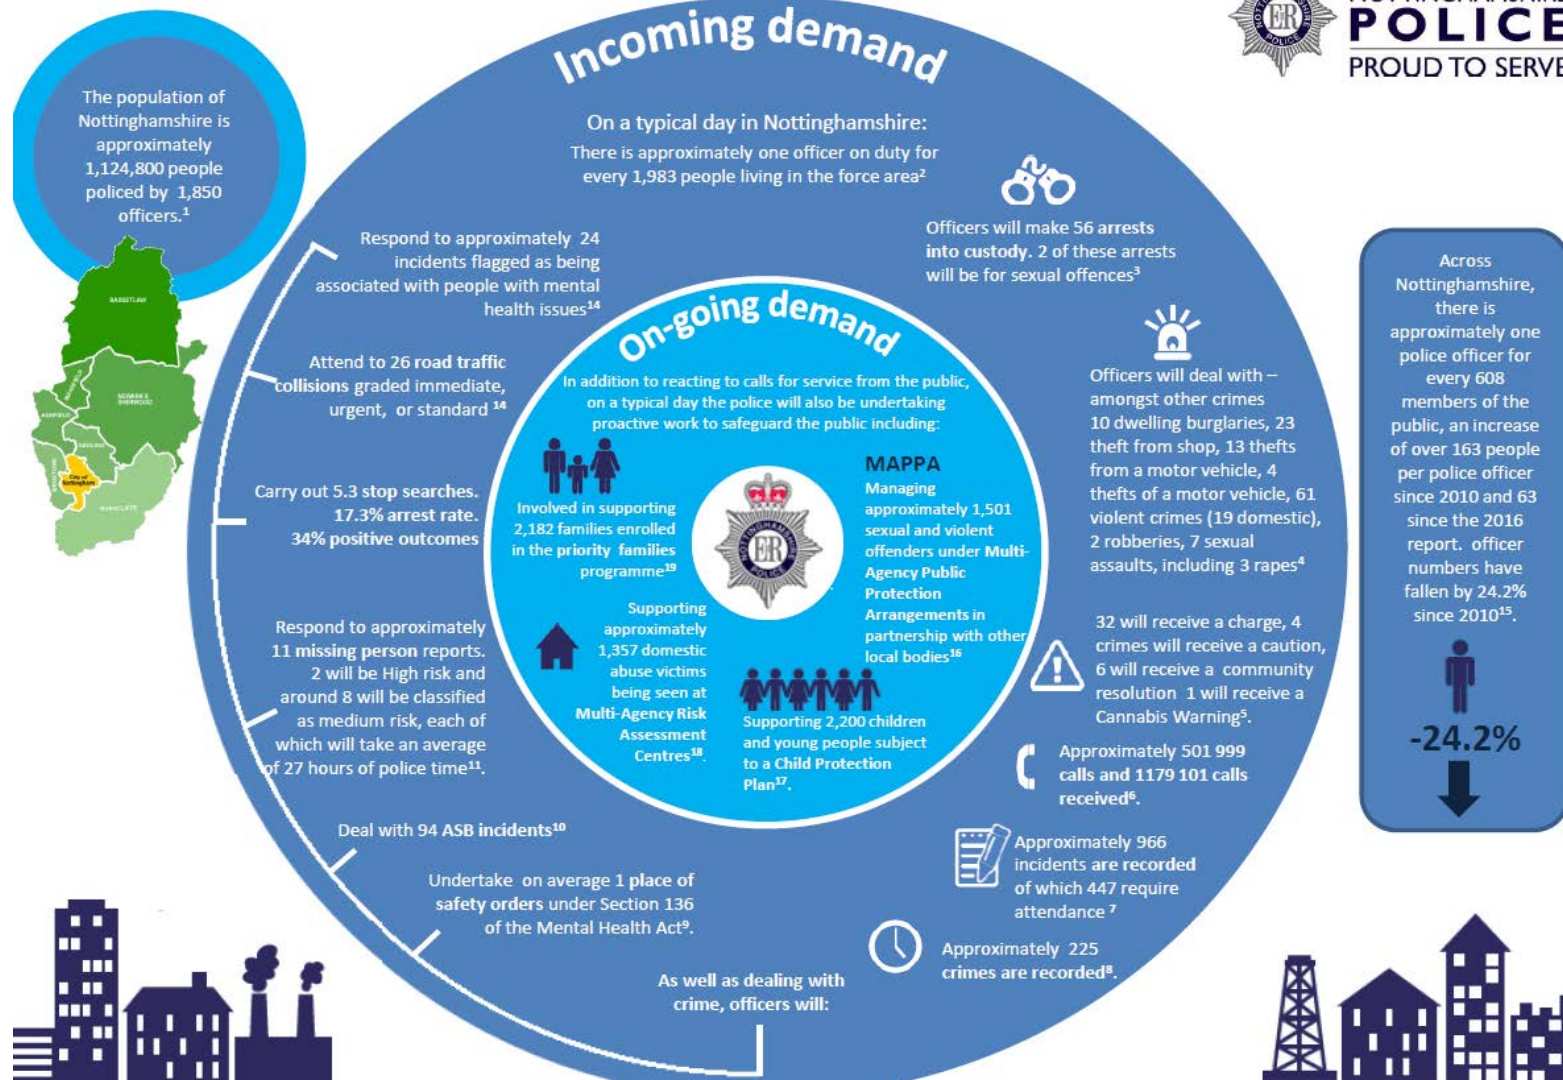 Incoming demand
NOTTINGHAMSHIRE
POLICE
PROUD TO SERVE
The population of
Nottinghamshire is
approximately
1,124,800 people
policed by 1,850
officers.¹
BASSETLAW
NEWARK &
SHERWOOD
ASHFIELD
City of
Nottingham
RUSHCLIFFE
On a typical day in Nottinghamshire:
There is approximately one officer on duty for
every 1,983 people living in the force area²
Officers will make 56 arrests
into custody. 2 of these arrests
will be for sexual offences³
Officers will deal with –
amongst other crimes
10 dwelling burglaries, 23
theft from shop, 13 thefts
from a motor vehicle, 4
thefts of a motor vehicle, 61
violent crimes (19 domestic),
2 robberies, 7 sexual
assaults, including 3 rapes⁴
32 will receive a charge, 4
crimes will receive a caution,
6 will receive a community
resolution 1 will receive a
Cannabis Warning⁵.
Approximately 501 999
calls and 1179 101 calls
received⁶.
Approximately 966
incidents are recorded
of which 447 require
attendance ⁷
Approximately 225
crimes are recorded⁸.
As well as dealing with
crime, officers will:
Undertake on average 1 place of
safety orders under Section 136
of the Mental Health Act⁹.
Deal with 94 ASB incidents¹⁰
Respond to approximately
11 missing person reports.
2 will be High risk and
around 8 will be classified
as medium risk, each of
which will take an average
of 27 hours of police time¹¹.
Carry out 5.3 stop searches.
17.3% arrest rate.
34% positive outcomes
Attend to 26 road traffic
collisions graded immediate,
urgent, or standard ¹⁴
Respond to approximately 24
incidents flagged as being
associated with people with mental
health issues¹⁴
On-going demand
In addition to reacting to calls for service from the public,
on a typical day the police will also be undertaking
proactive work to safeguard the public including:
Involved in supporting
2,182 families enrolled
in the priority families
programme¹⁹
Supporting
approximately
1,357 domestic
abuse victims
being seen at
Multi-Agency Risk
Assessment
Centres¹⁸.
MAPPA
Managing
approximately 1,501
sexual and violent
offenders under Multi-
Agency Public
Protection
Arrangements in
partnership with other
local bodies¹⁶
Supporting 2,200 children
and young people subject
to a Child Protection
Plan¹⁷.
NOTTINGHAMSHIRE
EIIR
POLICE
Across
Nottinghamshire,
there is
approximately one
police officer for
every 608
members of the
public, an increase
of over 163 people
per police officer
since 2010 and 63
since the 2016
report. officer
numbers have
fallen by 24.2%
since 2010¹⁵.
-24.2%